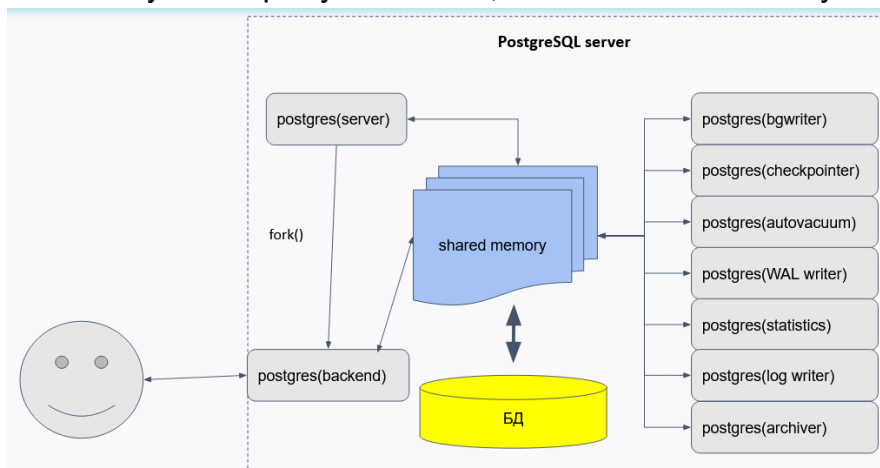 PostgreSQL server
postgres(server)
postgres(bgwriter)
postgres(checkpointer)
postgres(autovacuum)
fork()
shared memory
postgres(WAL writer)
postgres(statistics)
postgres(backend)
postgres(log writer)
БД
postgres(archiver)